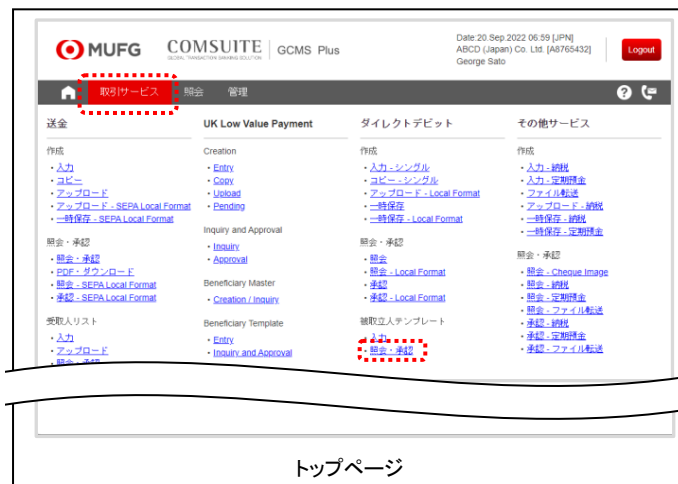 MUFG COMSUITE GCMS Plus
GLOBAL TRANSACTION BANKING SOLUTION
Date:20.Sep.2022 06:59 [JPN]
ABCD (Japan) Co. Ltd. [A8765432]
George Sato
Logout
取引サービス 照会 管理
送金
作成
・入力
・コピー
・アップロード
・アップロード - SEPA Local Format
・一時保存 - SEPA Local Format
照会・承認
・照会・承認
・PDF・ダウンロード
・照会 - SEPA Local Format
・承認 - SEPA Local Format
受取人リスト
・入力
・アップロード
・照会・承認
UK Low Value Payment
Creation
・Entry
・Copy
・Upload
・Pending
Inquiry and Approval
・Inquiry
・Approval
Beneficiary Master
・Creation / Inquiry
Beneficiary Template
・Entry
・Inquiry and Approval
ダイレクトデビット
作成
・入力 - シングル
・コピー - シングル
・アップロード - Local Format
・一時保存
・一時保存 - Local Format
照会・承認
・照会
・照会 - Local Format
・承認
・承認 - Local Format
被取立人テンプレート
・入力
・照会・承認
その他サービス
作成
・入力 - 納税
・入力 - 定期預金
・ファイル転送
・アップロード - 納税
・一時保存 - 納税
・一時保存 - 定期預金
照会・承認
・照会 - Cheque Image
・照会 - 納税
・照会 - 定期預金
・照会 - ファイル転送
・承認 - 納税
・承認 - 定期預金
・承認 - ファイル転送
トップページ